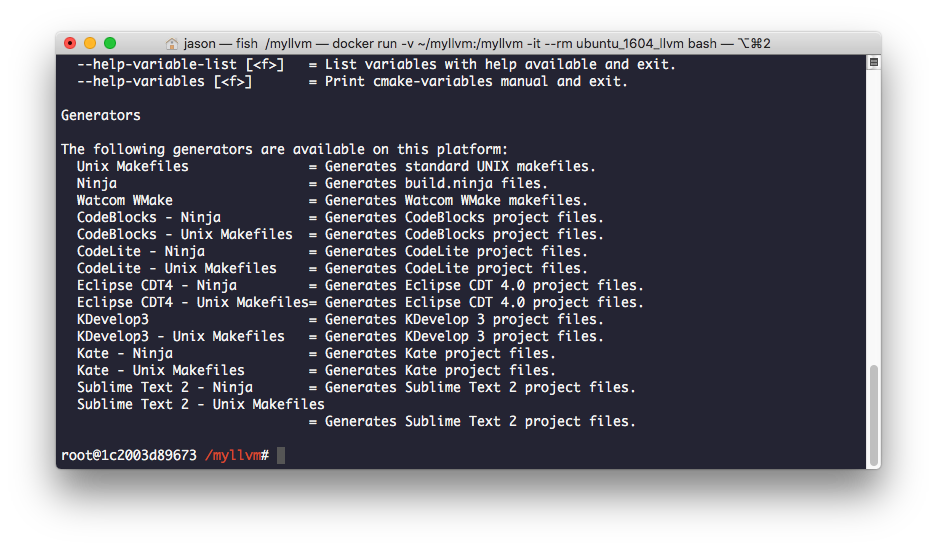 jason — fish /myllvm — docker run -v ~/myllvm:/myllvm -it --rm ubuntu_1604_llvm bash — ⌥⌘2
--help-variable-list [<f>] = List variables with help available and exit.
--help-variables [<f>] = Print cmake-variables manual and exit.
Generators
The following generators are available on this platform:
Unix Makefiles = Generates standard UNIX makefiles.
Ninja = Generates build.ninja files.
Watcom WMake = Generates Watcom WMake makefiles.
CodeBlocks - Ninja = Generates CodeBlocks project files.
CodeBlocks - Unix Makefiles = Generates CodeBlocks project files.
CodeLite - Ninja = Generates CodeLite project files.
CodeLite - Unix Makefiles = Generates CodeLite project files.
Eclipse CDT4 - Ninja = Generates Eclipse CDT 4.0 project files.
Eclipse CDT4 - Unix Makefiles= Generates Eclipse CDT 4.0 project files.
KDevelop3 = Generates KDevelop 3 project files.
KDevelop3 - Unix Makefiles = Generates KDevelop 3 project files.
Kate - Ninja = Generates Kate project files.
Kate - Unix Makefiles = Generates Kate project files.
Sublime Text 2 - Ninja = Generates Sublime Text 2 project files.
Sublime Text 2 - Unix Makefiles
= Generates Sublime Text 2 project files.
root@1c2003d89673 /myllvm#